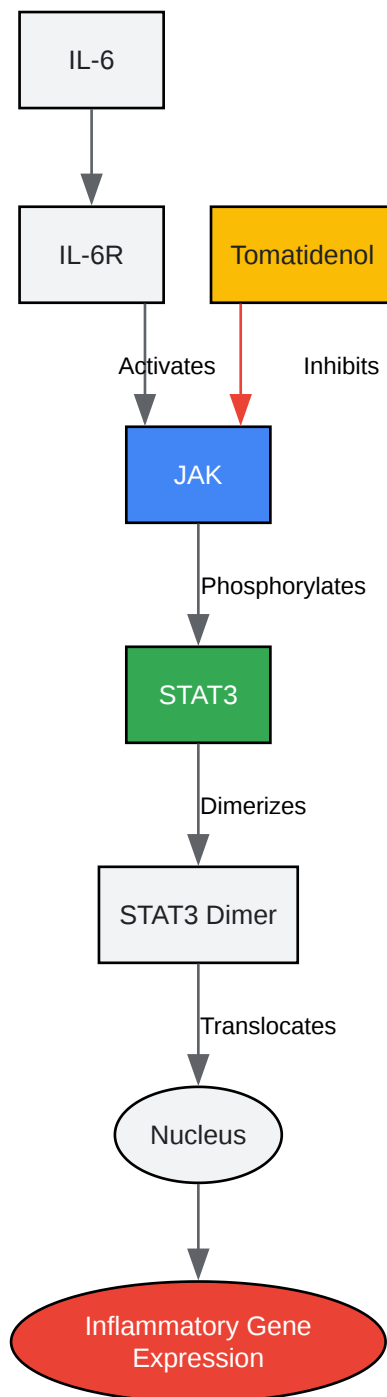 IL-6
IL-6R
Tomatidenol
Activates
Inhibits
JAK
Phosphorylates
STAT3
Dimerizes
STAT3 Dimer
Translocates
Nucleus
Inflammatory Gene
Expression